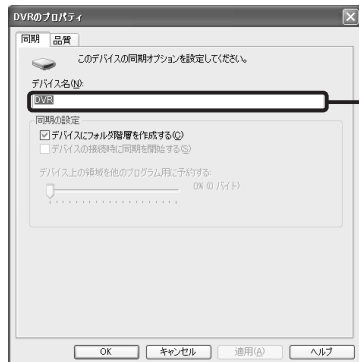 DVRのプロパティ
同期 品質
このデバイスの同期オプションを設定してください。
デバイス名(N):
DVR
同期の設定
デバイスにフォルダ階層を作成する(C)
デバイスの接続時に同期を開始する(S)
デバイス上の領域を他のプログラム用に予約する:
0% (0 バイト)
OK キャンセル 適用(A) ヘルプ